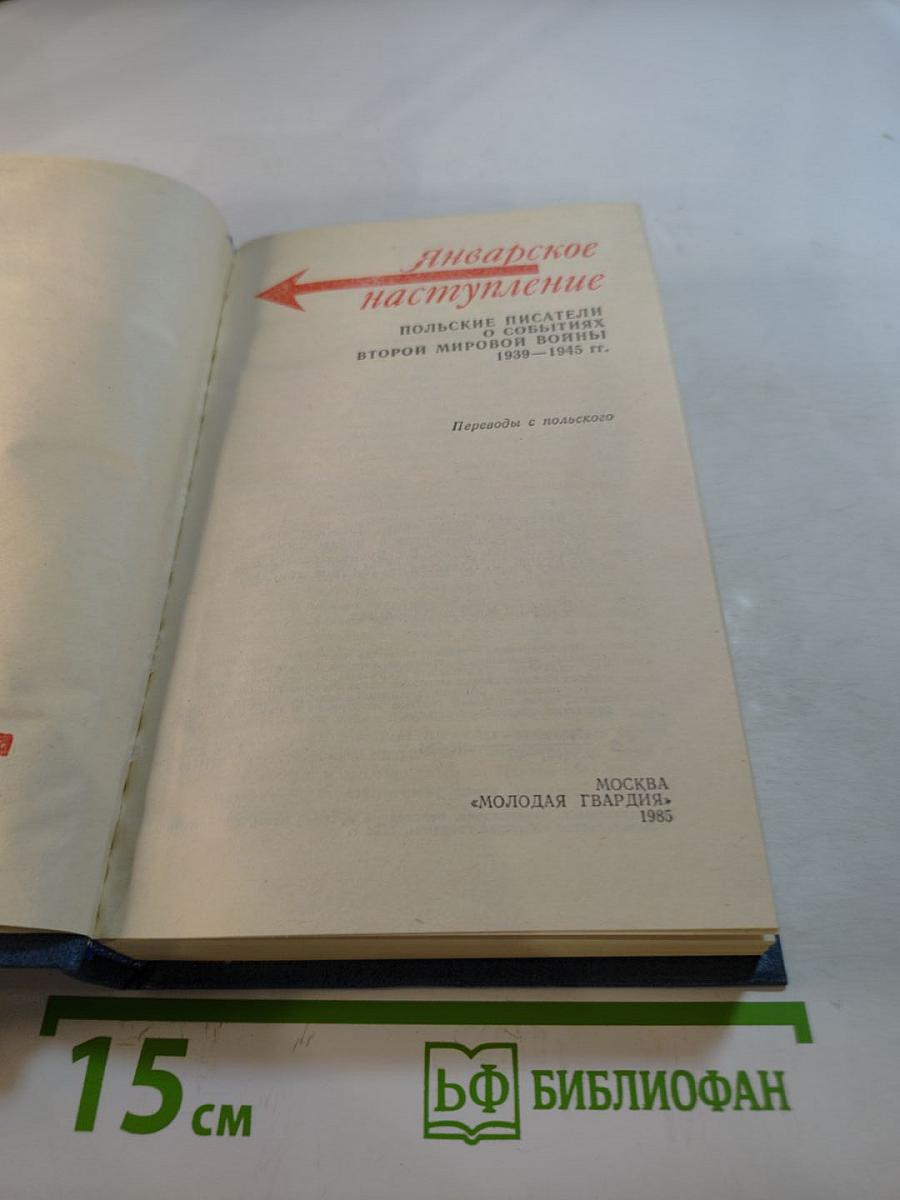 Январское
наступление
ПОЛЬСКИЕ ПИСАТЕЛИ
О СОБЫТИЯХ
ВТОРОЙ МИРОВОЙ ВОЙНЫ
1939—1945 гг.
Переводы с польского
МОСКВА
«МОЛОДАЯ ГВАРДИЯ»
1985
15 см
БФ БИБЛИОФАН